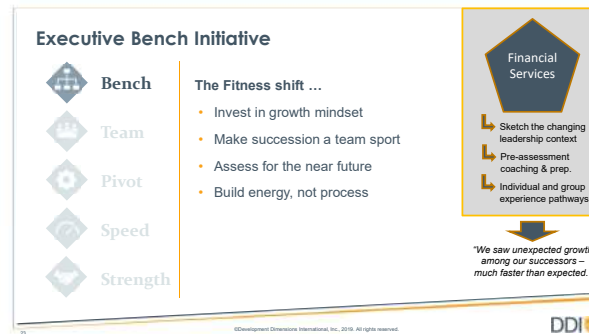 Executive Bench Initiative
Bench
Team
Pivot
Speed
Strength
The Fitness shift …
• Invest in growth mindset
• Make succession a team sport
• Assess for the near future
• Build energy, not process
Financial
Services
Sketch the changing
leadership context
Pre-assessment
coaching & prep.
Individual and group
experience pathways
"We saw unexpected growth
among our successors –
much faster than expected.
©Development Dimensions International, Inc., 2019. All rights reserved.
DDI